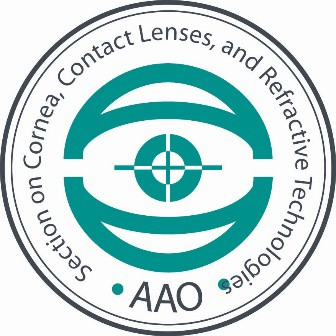 Section on Cornea, Contact Lenses, and Refractive Technologies
• AAO •